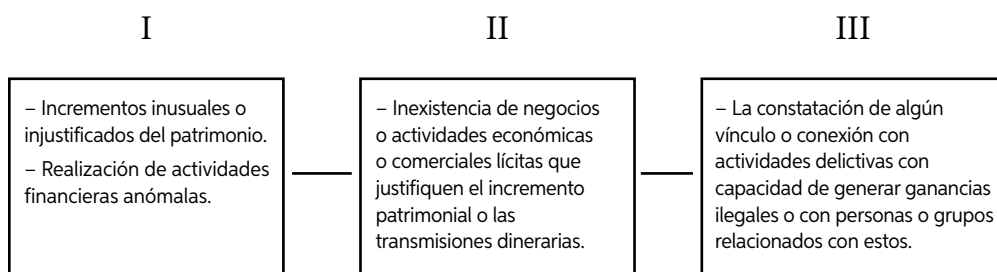 I
II
III
– Incrementos inusuales o
injustificados del patrimonio.
– Realización de actividades
financieras anómalas.
– Inexistencia de negocios
o actividades económicas
o comerciales lícitas que
justifiquen el incremento
patrimonial o las
transmisiones dinerarias.
– La constatación de algún
vínculo o conexión con
actividades delictivas con
capacidad de generar ganancias
ilegales o con personas o grupos
relacionados con estos.